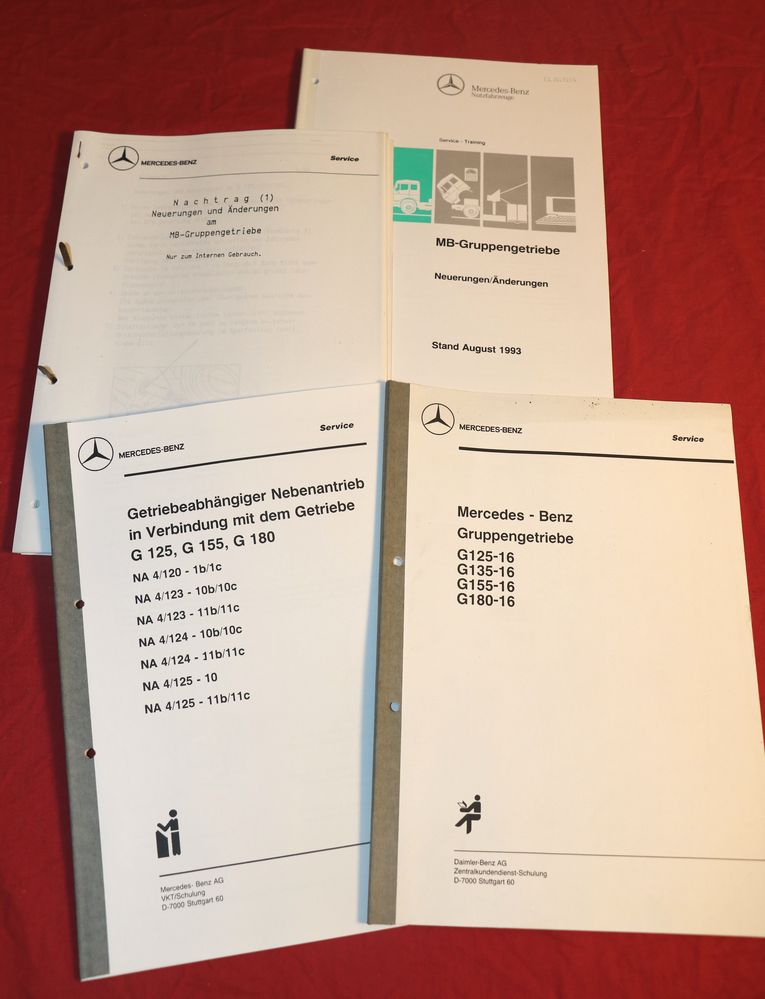 Mercedes-Benz
Nutzfahrzeuge
Service - Training
MB-Gruppengetriebe
Neuerungen/Änderungen
Stand August 1993
MERCEDES-BENZ
Service
Nachtrag (1)
Neuerungen und Änderungen
am
MB-Gruppengetriebe
Nur zum Internen Gebrauch.
MERCEDES-BENZ
Service
Getriebeabhängiger Nebenantrieb
in Verbindung mit dem Getriebe
G 125, G 155, G 180
NA 4/120 - 1b/1c
NA 4/123 - 10b/10c
NA 4/123 - 11b/11c
NA 4/124 - 10b/10c
NA 4/124 - 11b/11c
NA 4/125 - 10
NA 4/125 - 11b/11c
Mercedes- Benz AG
VKT/Schulung
D-7000 Stuttgart 60
MERCEDES-BENZ
Service
Mercedes - Benz
Gruppengetriebe
G125-16
G135-16
G155-16
G180-16
Daimler-Benz AG
Zentralkundendienst-Schulung
D-7000 Stuttgart 60